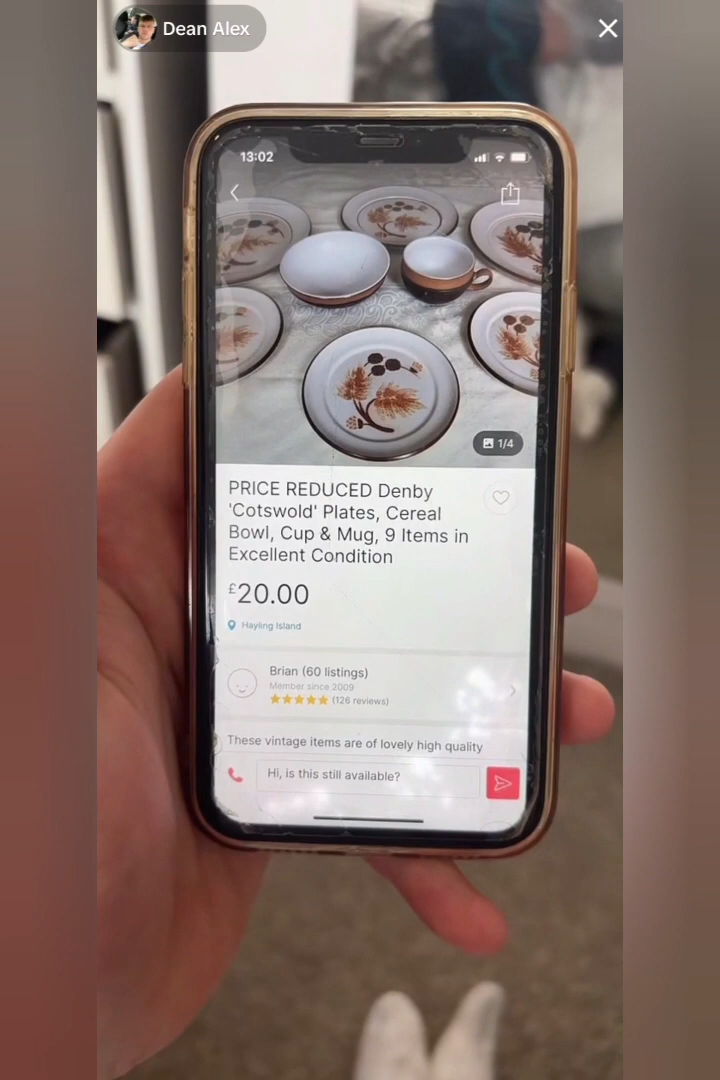 Dean Alex
13:02
1/4
PRICE REDUCED Denby
'Cotswold' Plates, Cereal
Bowl, Cup & Mug, 9 Items in
Excellent Condition
£20.00
Hayling Island
Brian (60 listings)
Member since 2009
(126 reviews)
These vintage items are of lovely high quality
Hi, is this still available?